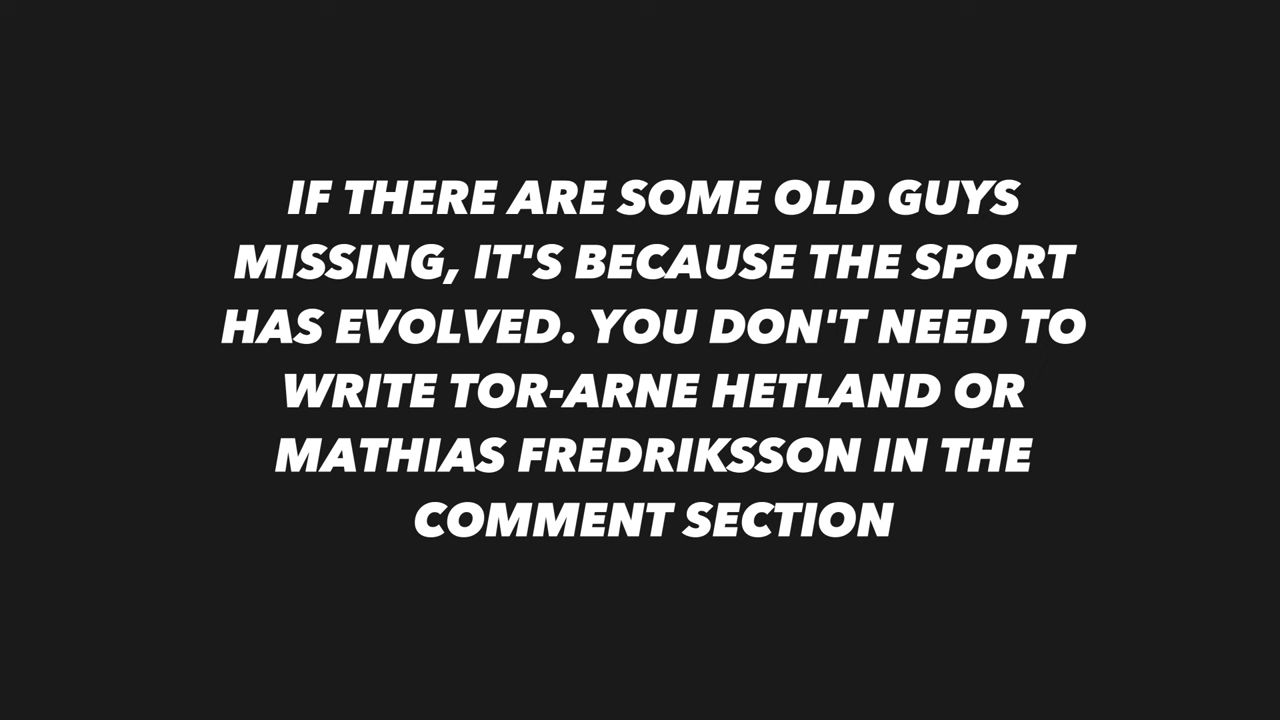 IF THERE ARE SOME OLD GUYS
MISSING, IT'S BECAUSE THE SPORT
HAS EVOLVED. YOU DON'T NEED TO
WRITE TOR-ARNE HETLAND OR
MATHIAS FREDRIKSSON IN THE
COMMENT SECTION